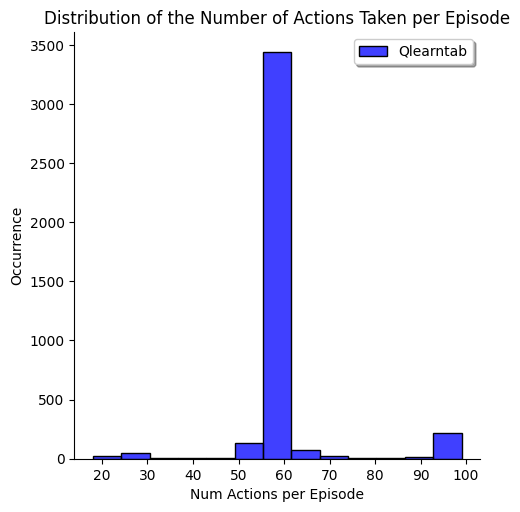 Distribution of the Number of Actions Taken per Episode
Qlearntab
3500
3000
2500
2000
1500
1000
500
0
Occurrence
20 30 40 50 60 70 80 90 100
Num Actions per Episode